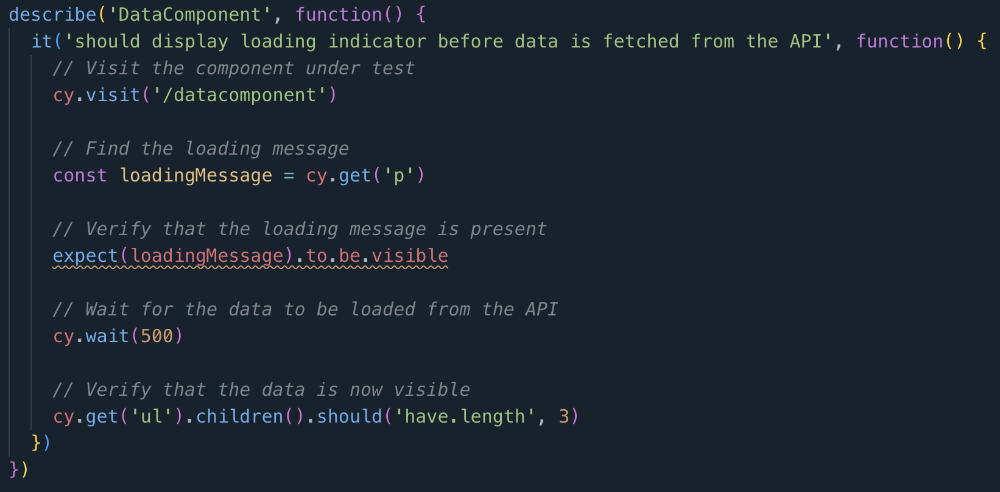 describe('DataComponent', function() {
it('should display loading indicator before data is fetched from the API', function() {
// Visit the component under test
cy.visit('/datacomponent')
// Find the loading message
const loadingMessage = cy.get('p')
// Verify that the loading message is present
expect(loadingMessage).to.be.visible
// Wait for the data to be loaded from the API
cy.wait(500)
// Verify that the data is now visible
cy.get('ul').children().should('have.length', 3)
})
})